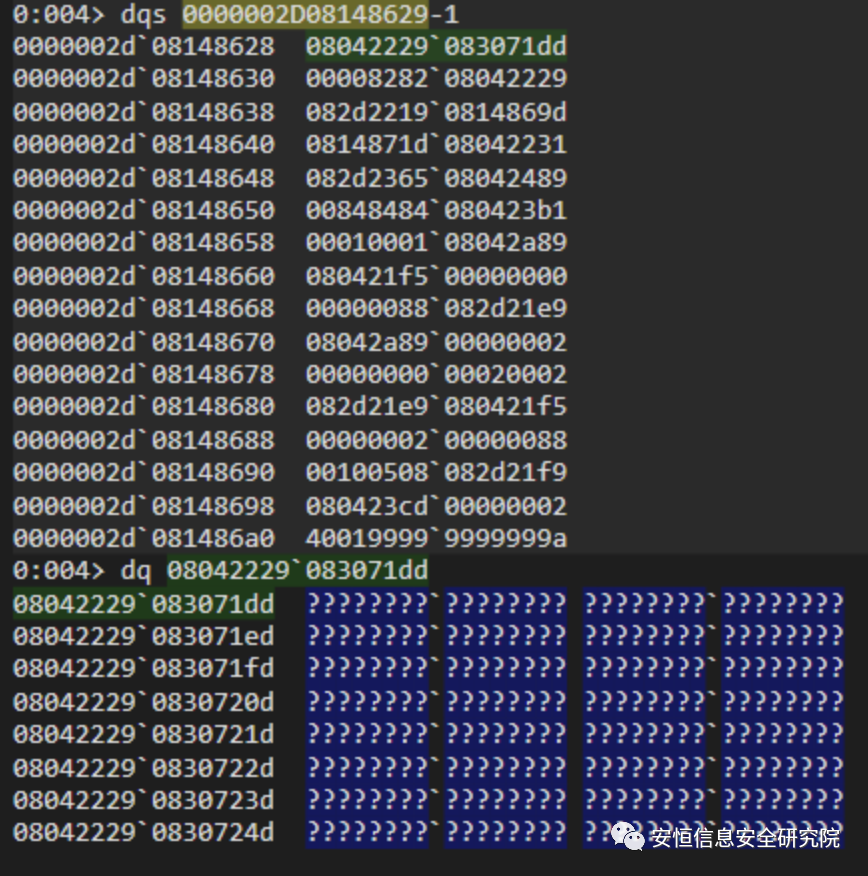 0:004> dqs 0000002D08148629-1
0000002d`08148628  08042229`083071dd
0000002d`08148630  00008282`08042229
0000002d`08148638  082d2219`0814869d
0000002d`08148640  0814871d`08042231
0000002d`08148648  082d2365`08042489
0000002d`08148650  00848484`080423b1
0000002d`08148658  00010001`08042a89
0000002d`08148660  080421f5`00000000
0000002d`08148668  00000088`082d21e9
0000002d`08148670  08042a89`00000002
0000002d`08148678  00000000`00020002
0000002d`08148680  082d21e9`080421f5
0000002d`08148688  00000002`00000088
0000002d`08148690  00100508`082d21f9
0000002d`08148698  080423cd`00000002
0000002d`081486a0  40019999`9999999a
0:004> dq 08042229`083071dd
08042229`083071dd  ????????`???????? ????????`????????
08042229`083071ed  ????????`???????? ????????`????????
08042229`083071fd  ????????`???????? ????????`????????
08042229`0830720d  ????????`???????? ????????`????????
08042229`0830721d  ????????`???????? ????????`????????
08042229`0830722d  ????????`???????? ????????`????????
08042229`0830723d  ????????`???????? ????????`????????
08042229`0830724d  ????????`???????? ????????`????????
安恒信息安全研究院